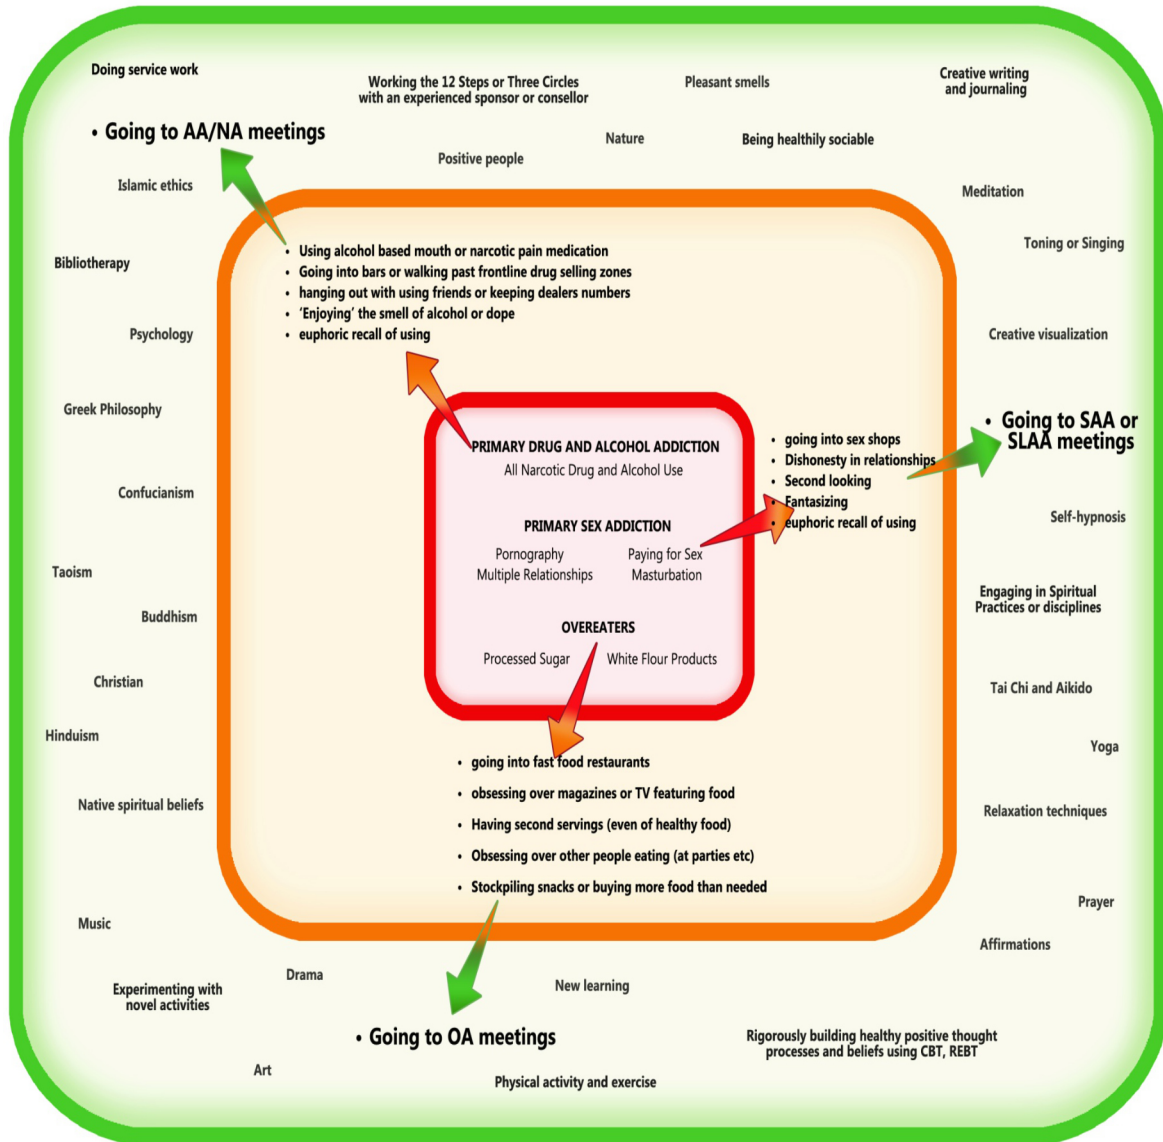 Doing service work
Working the 12 Steps or Three Circles
with an experienced sponsor or consellor
Pleasant smells
Creative writing
and journaling
• Going to AA/NA meetings
Nature
Being healthily sociable
Positive people
Islamic ethics
Meditation
Toning or Singing
Bibliotherapy
Psychology
Creative visualization
Greek Philosophy
• Going to SAA or
SLAA meetings
Confucianism
Self-hypnosis
Taoism
Engaging in Spiritual
Practices or disciplines
Buddhism
Christian
Tai Chi and Aikido
Hinduism
Yoga
Native spiritual beliefs
Relaxation techniques
Prayer
Music
Affirmations
Drama
New learning
Experimenting with
novel activities
• Going to OA meetings
Rigorously building healthy positive thought
processes and beliefs using CBT, REBT
Art
Physical activity and exercise
• Using alcohol based mouth or narcotic pain medication
• Going into bars or walking past frontline drug selling zones
• hanging out with using friends or keeping dealers numbers
• ‘Enjoying’ the smell of alcohol or dope
• euphoric recall of using
• going into sex shops
• Dishonesty in relationships
• Second looking
• Fantasizing
• euphoric recall of using
• going into fast food restaurants
• obsessing over magazines or TV featuring food
• Having second servings (even of healthy food)
• Obsessing over other people eating (at parties etc)
• Stockpiling snacks or buying more food than needed
PRIMARY DRUG AND ALCOHOL ADDICTION
All Narcotic Drug and Alcohol Use
PRIMARY SEX ADDICTION
Pornography
Paying for Sex
Multiple Relationships
Masturbation
OVEREATERS
Processed Sugar
White Flour Products